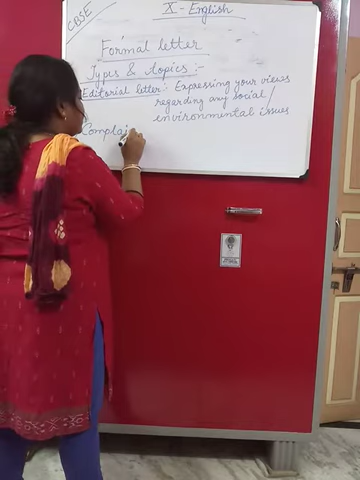 CBSE
X - English
Formal letter
Types & topics :-
Editorial letter : Expressing your views
regarding any social /
environmental issues
Complai